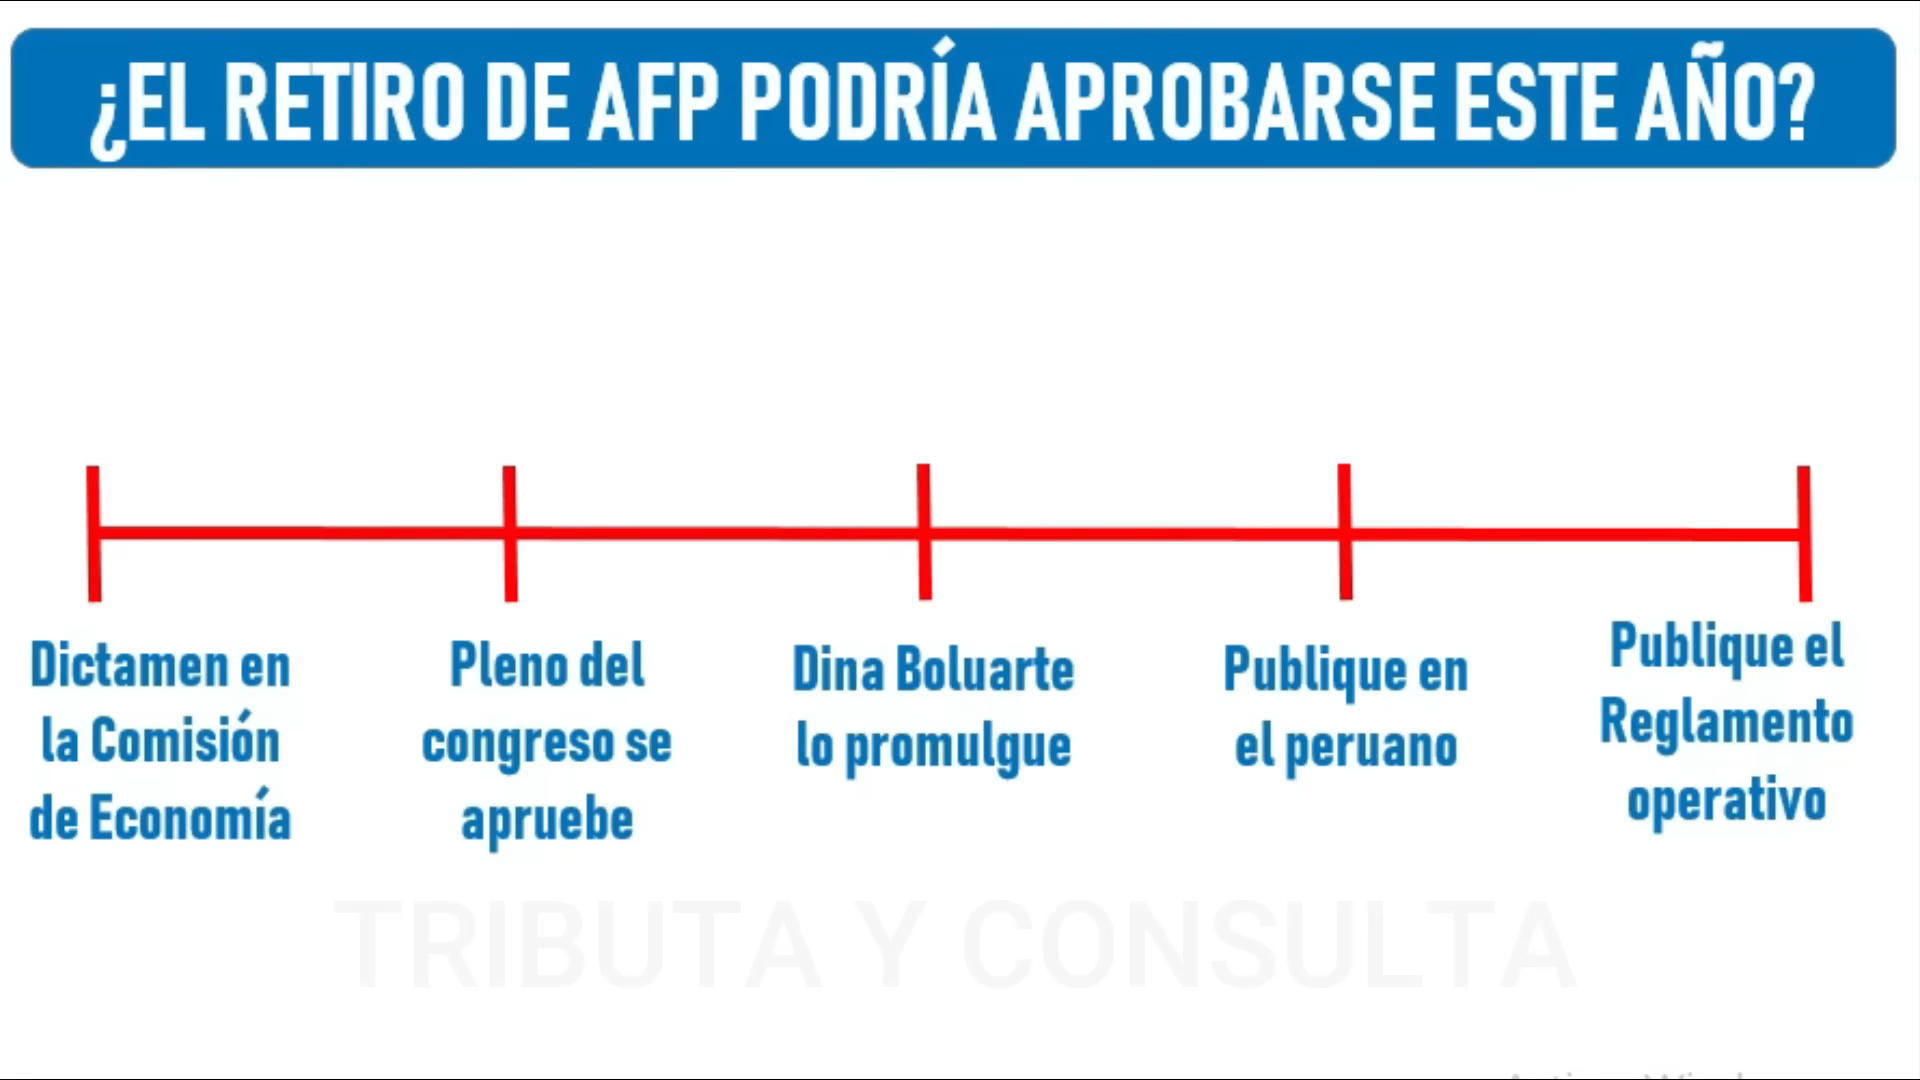 ¿EL RETIRO DE AFP PODRÍA APROBARSE ESTE AÑO?
Dictamen en
la Comisión
de Economía
Pleno del
congreso se
apruebe
Dina Boluarte
lo promulgue
Publique en
el peruano
Publique el
Reglamento
operativo
TRIBUTA Y CONSULTA